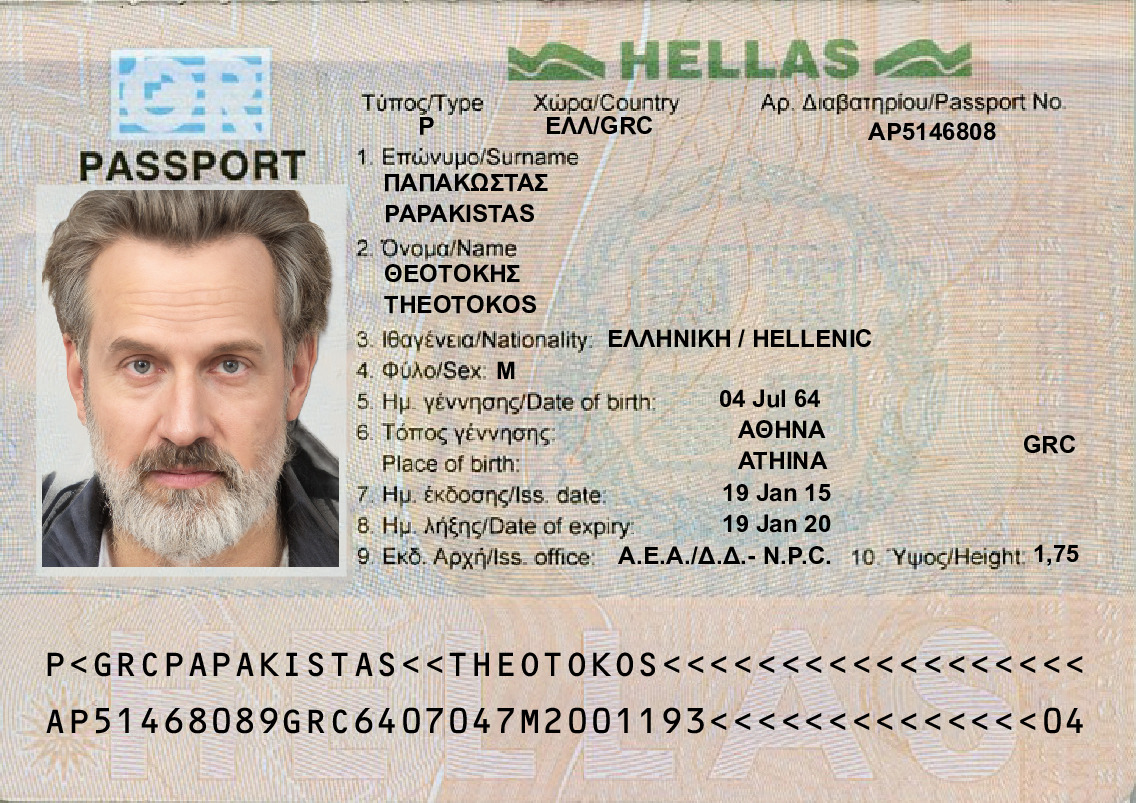 GR
HELLAS
PASSPORT
Τύπος/Type Χώρα/Country Αρ. Διαβατηρίου/Passport No.
P ΕΛΛ/GRC AP5146808
1. Επώνυμο/Surname
ΠΑΠΑΚΩΣΤΑΣ
PAPAKISTAS
2. Όνομα/Name
ΘΕΟΤΟΚΗΣ
THEOTOKOS
3. Ιθαγένεια/Nationality: ΕΛΛΗΝΙΚΗ / HELLENIC
4. Φύλο/Sex: M
5. Ημ. γέννησης/Date of birth: 04 Jul 64
6. Τόπος γέννησης: ΑΘΗΝΑ
GRC
Place of birth: ATHINA
7. Ημ. έκδοσης/Iss. date: 19 Jan 15
8. Ημ. λήξης/Date of expiry: 19 Jan 20
9 Εκδ. Αρχή/Iss. office: Α.Ε.Α./Δ.Δ.- N.P.C. 10. Ύψος/Height: 1,75
HELLAS
P<GRCPAPAKISTAS<<THEOTOKOS<<<<<<<<<<<<<<<<<<
AP51468089GRC6407047M2001193<<<<<<<<<<<<<<04